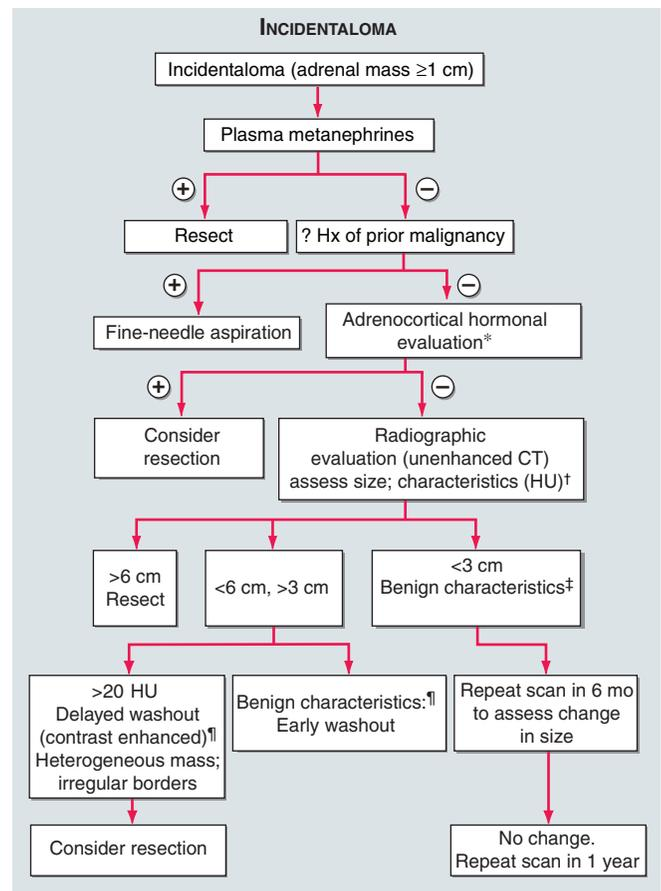 INCIDENTALOMA
Incidentaloma (adrenal mass ≥1 cm)
Plasma metanephrines
+
−
Resect
? Hx of prior malignancy
+
−
Fine-needle aspiration
Adrenocortical hormonal
evaluation*
+
−
Consider
resection
Radiographic
evaluation (unenhanced CT)
assess size; characteristics (HU)†
>6 cm
Resect
<6 cm, >3 cm
<3 cm
Benign characteristics‡
>20 HU
Delayed washout
(contrast enhanced)¶
Heterogeneous mass;
irregular borders
Benign characteristics:¶
Early washout
Repeat scan in 6 mo
to assess change
in size
Consider resection
No change.
Repeat scan in 1 year